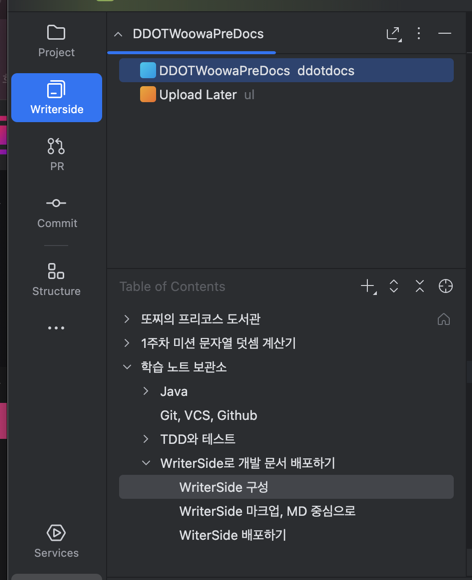 DDOTWoowaPreDocs
Project
DDOTWoowaPreDocs ddotdocs
Upload Later ul
Writerside
PR
Commit
Structure
Table of Contents
또찌의 프리코스 도서관
1주차 미션 문자열 덧셈 계산기
학습 노트 보관소
Java
Git, VCS, Github
TDD와 테스트
WriterSide로 개발 문서 배포하기
WriterSide 구성
WriterSide 마크업, MD 중심으로
WiterSide 배포하기
Services